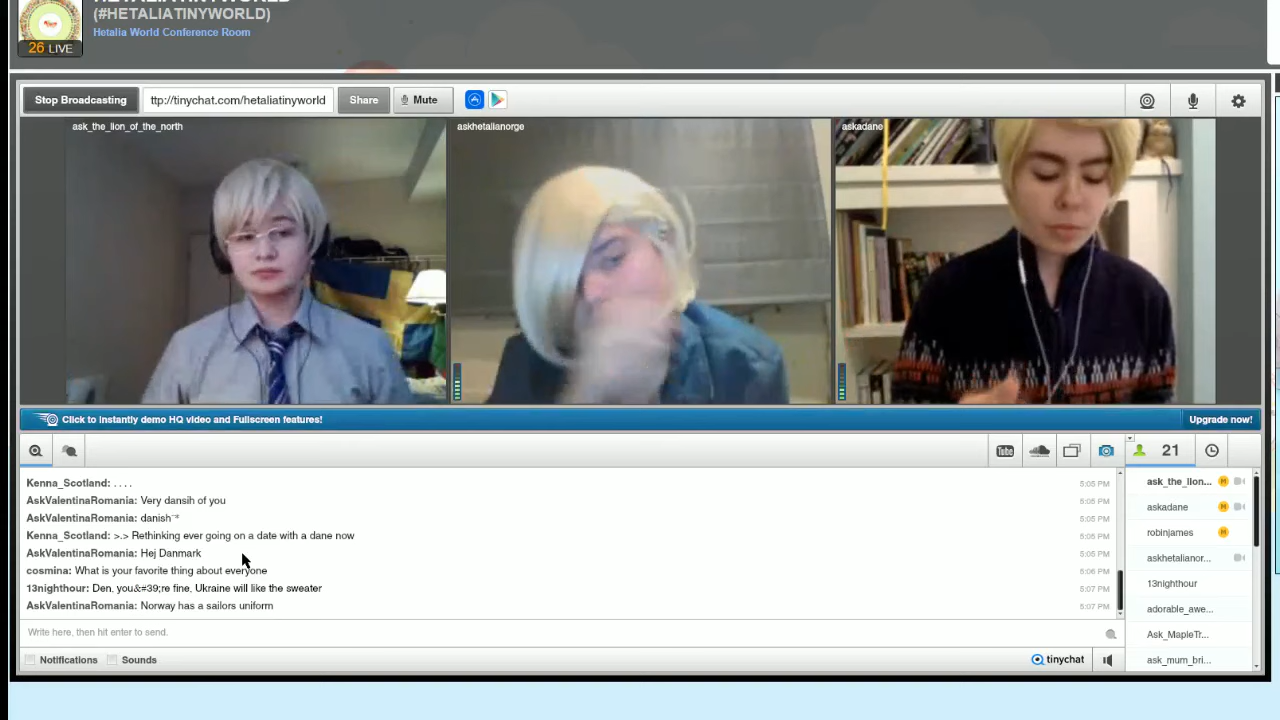 HETALIATINYWORLD
(#HETALIATINYWORLD)
Hetalia World Conference Room
26 LIVE
Stop Broadcasting
ttp://tinychat.com/hetaliatinyworld
Share
Mute
ask_the_lion_of_the_north
askhetalianorge
askadane
Click to instantly demo HQ video and Fullscreen features!
Upgrade now!
You Tube
21
Kenna_Scotland: . . . .
5:05 PM
AskValentinaRomania: Very dansih of you
5:05 PM
AskValentinaRomania: danish~*
5:05 PM
Kenna_Scotland: >.> Rethinking ever going on a date with a dane now
5:05 PM
AskValentinaRomania: Hej Danmark
5:05 PM
cosmina: What is your favorite thing about everyone
5:06 PM
13nighthour: Den, you&#39;re fine, Ukraine will like the sweater
5:07 PM
AskValentinaRomania: Norway has a sailors uniform
5:07 PM
ask_the_lion... M
askadane M
robinjames M
askhetalianor...
13nighthour
adorable_awe...
Ask_MapleTr...
ask_mum_bri...
Write here, then hit enter to send.
Notifications
Sounds
tinychat